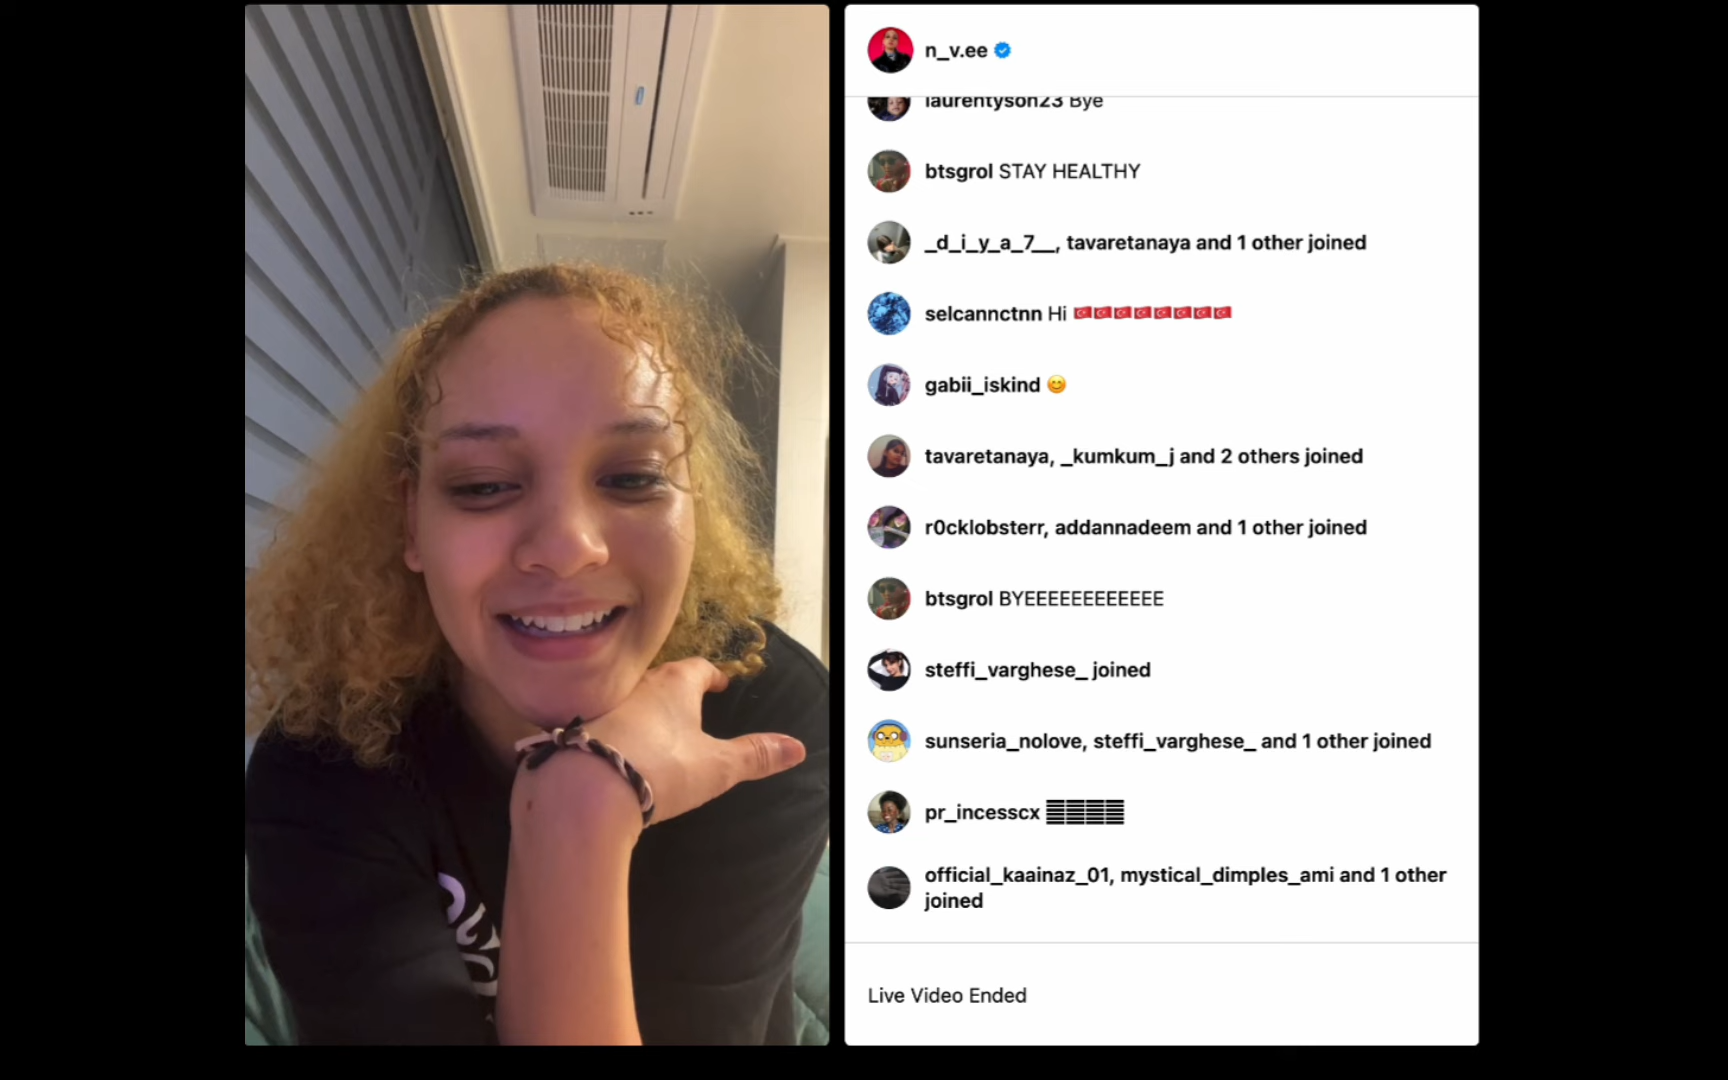 n_v.ee
laurentyson23 Bye
btsgrol STAY HEALTHY
_d_i_y_a_7__, tavaretanaya and 1 other joined
selcannctnn Hi 🇹🇷🇹🇷🇹🇷🇹🇷🇹🇷🇹🇷🇹🇷🇹🇷
gabii_iskind 😊
tavaretanaya, _kumkum_j and 2 others joined
r0cklobsterr, addannadeem and 1 other joined
btsgrol BYEEEEEEEEEEEE
steffi_varghese_ joined
sunseria_nolove, steffi_varghese_ and 1 other joined
pr_incesscx
official_kaainaz_01, mystical_dimples_ami and 1 other
joined
Live Video Ended